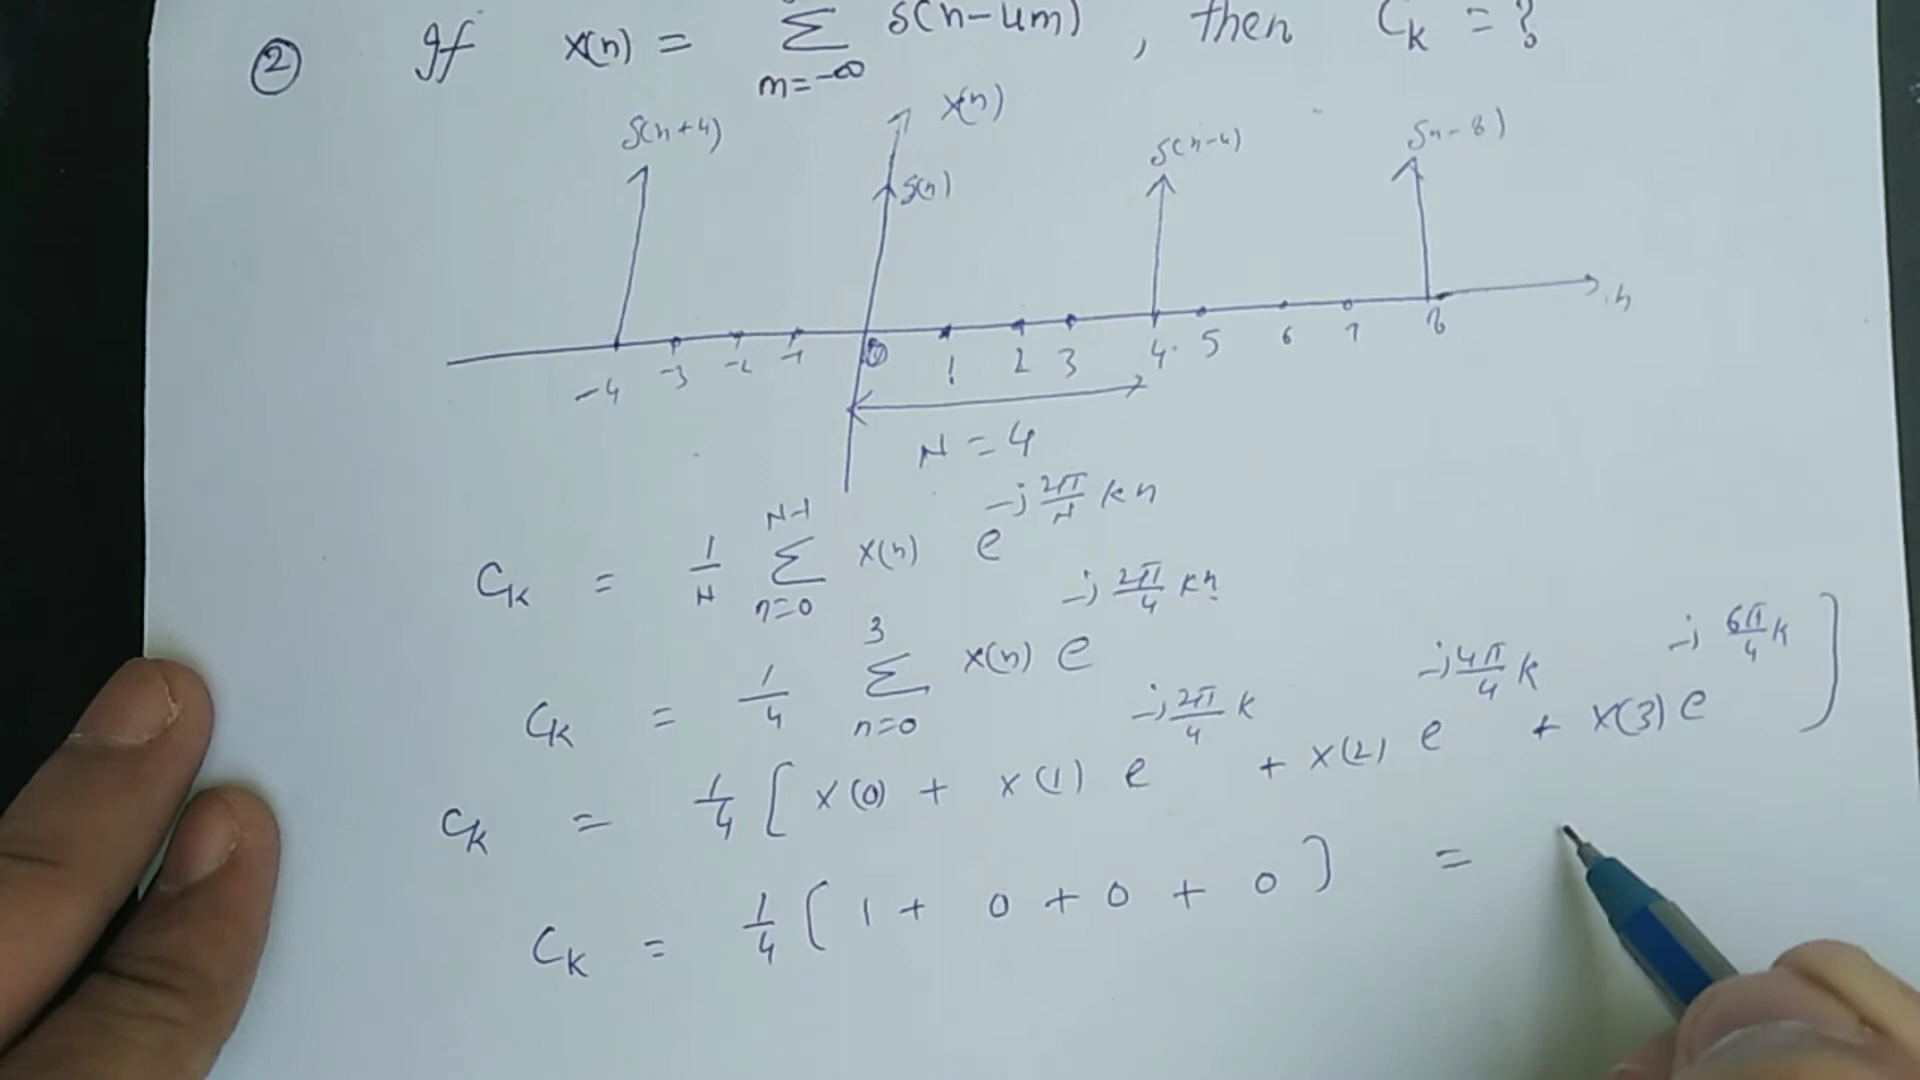 ② If x(n) = Σ m=-∞ δ(n-4m) , then Ck = ?
x(n)
δ(n+4) δ(n) δ(n-4) δ(n-8)
-4 -3 -2 -1 0 1 2 3 4 5 6 7 8 n
N = 4
Ck = 1/N Σ n=0 N-1 x(n) e^-j 2π/N kn
Ck = 1/4 Σ n=0 3 x(n) e^-j 2π/4 kn
Ck = 1/4 [ x(0) + x(1) e^-j 2π/4 k + x(2) e^-j 4π/4 k + x(3) e^-j 6π/4 k ]
Ck = 1/4 [ 1 + 0 + 0 + 0 ] =